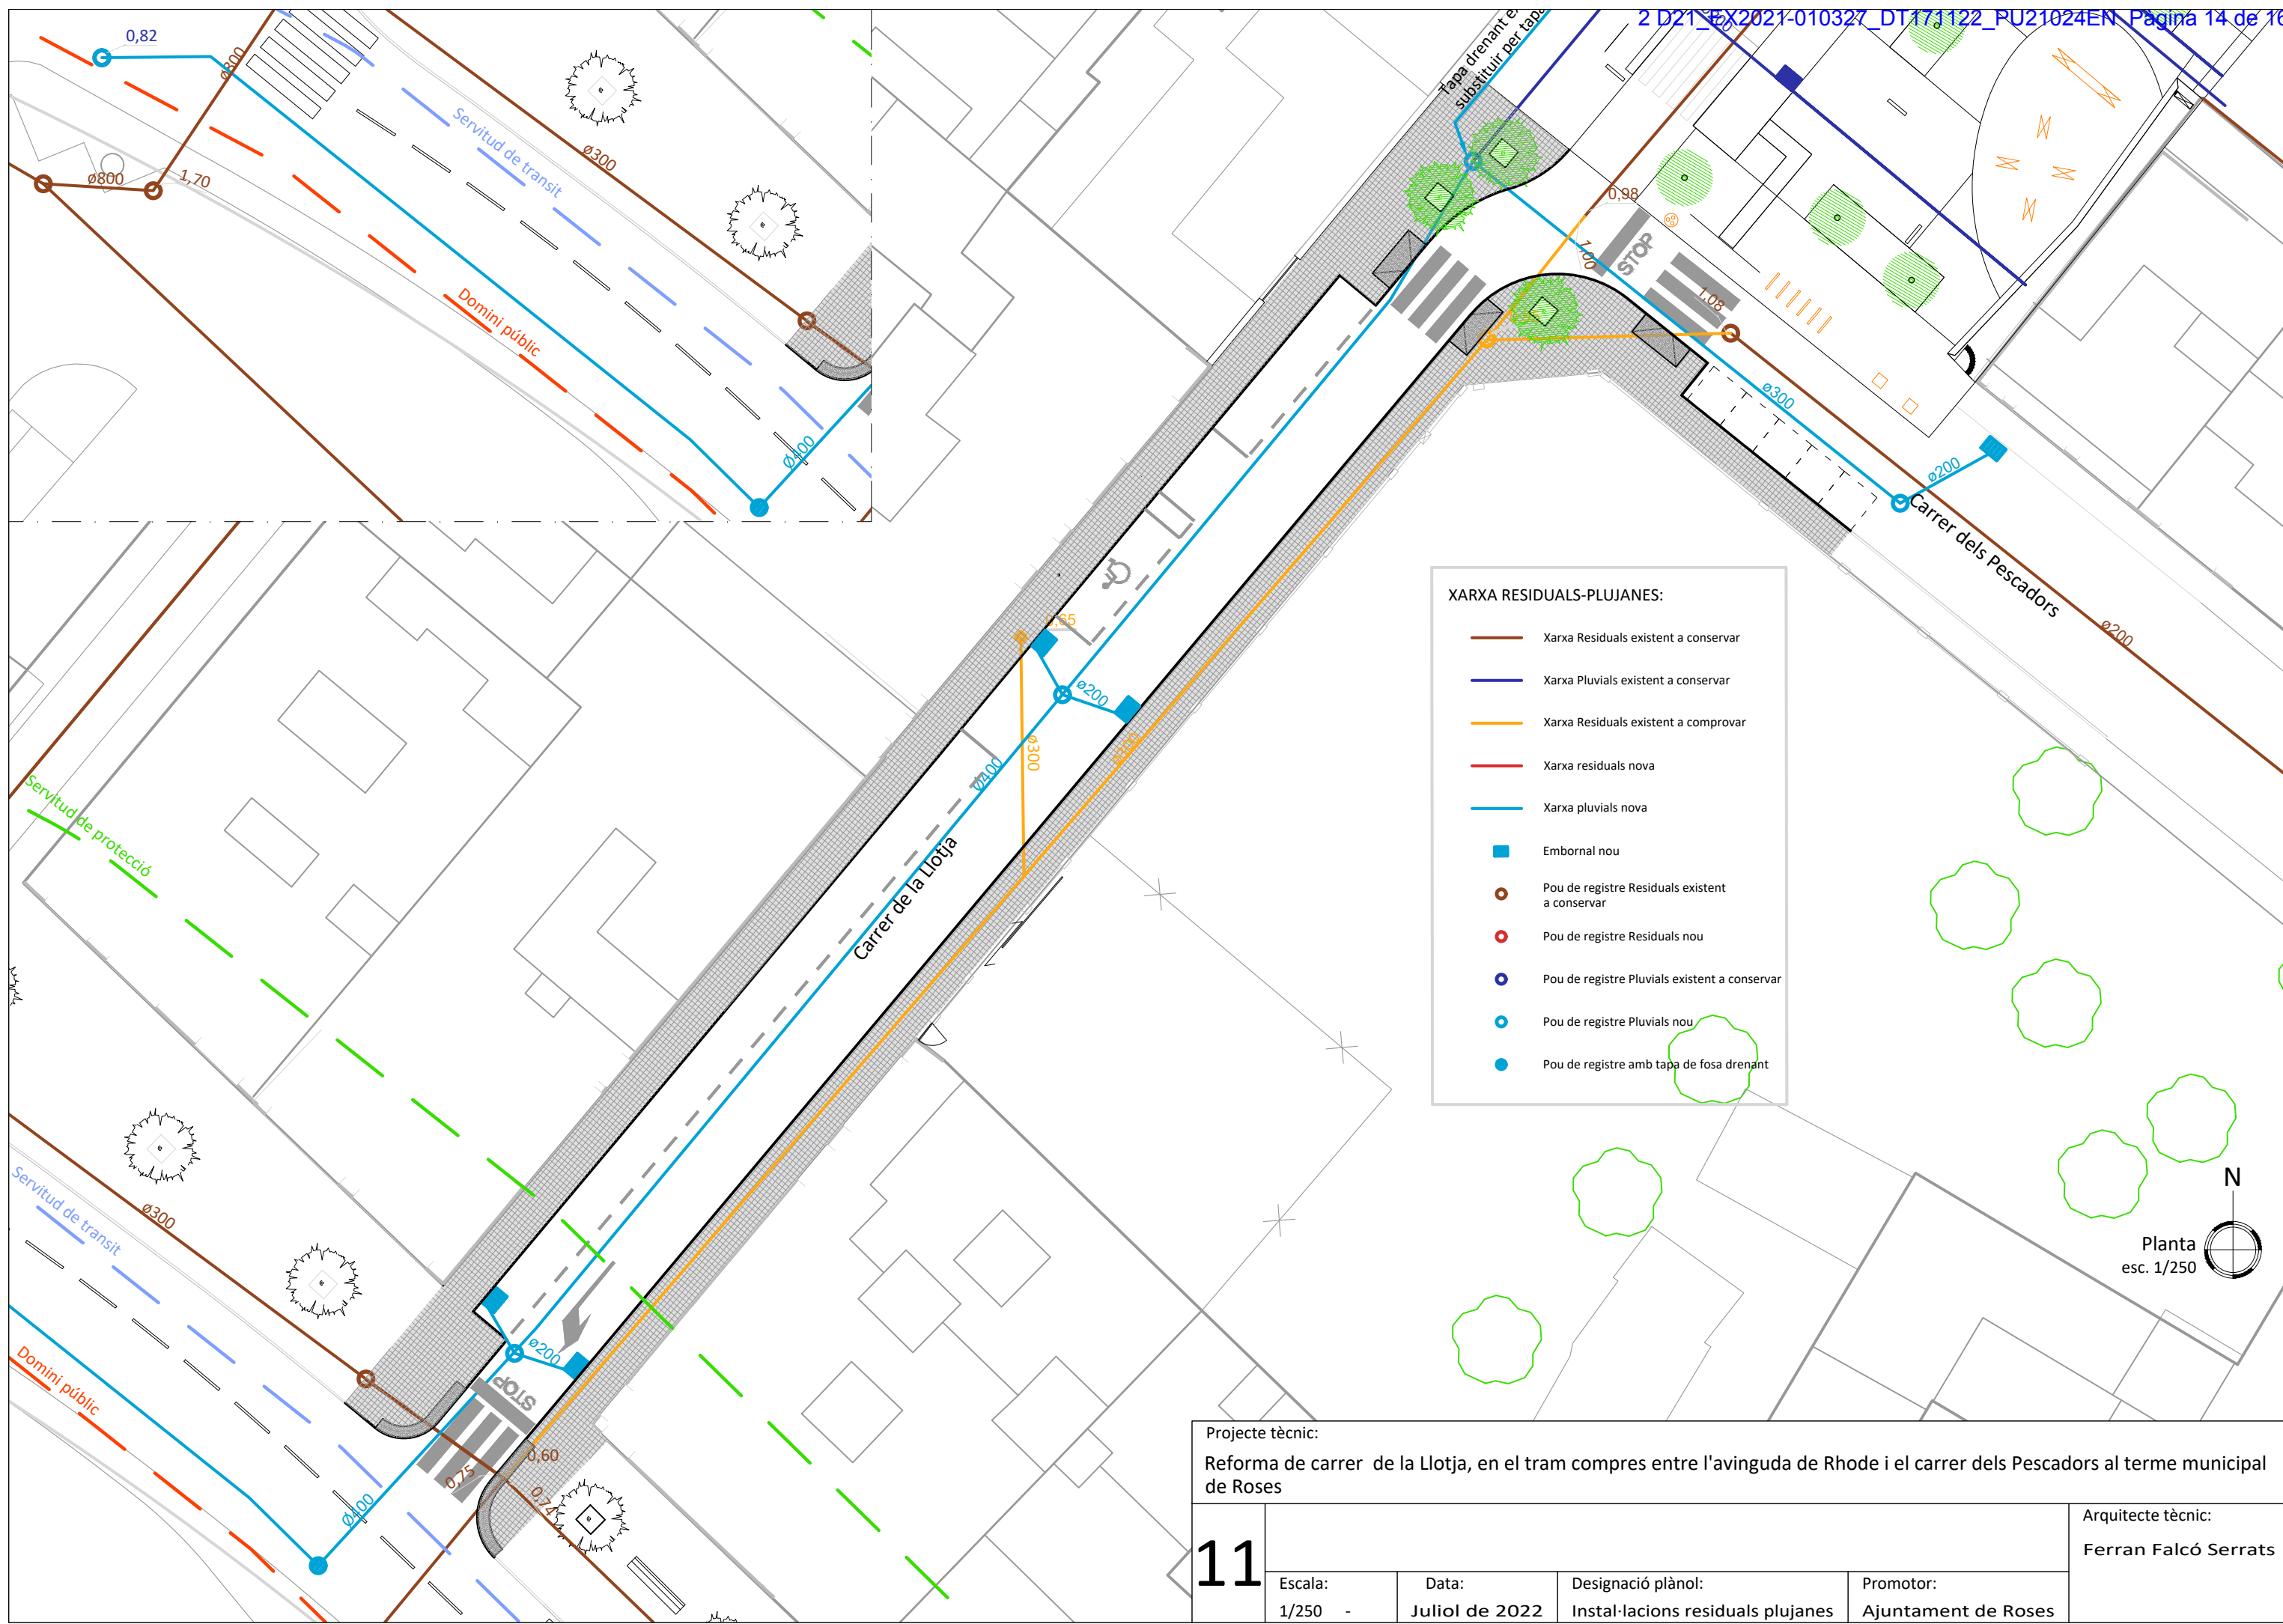 2 D21_EX2021-010327_DT171122_PU21024EN_Pàgina 14 de 16
0,82
ø800
Servitud de transit
ø300
ø800
1,70
Domini públic
Ø400
Tapa drenant
substituir per tapa
0,98
STOP
1,00
1,08
ø300
ø200
Carrer dels Pescadors
ø200
0,65
ø200
ø300
ø300
Ø400
Carrer de la Llotja
Servitud de protecció
XARXA RESIDUALS-PLUJANES:
Xarxa Residuals existent a conservar
Xarxa Pluvials existent a conservar
Xarxa Residuals existent a comprovar
Xarxa residuals nova
Xarxa pluvials nova
Embornal nou
Pou de registre Residuals existent
a conservar
Pou de registre Residuals nou
Pou de registre Pluvials existent a conservar
Pou de registre Pluvials nou
Pou de registre amb tapa de fosa drenant
N
Planta
esc. 1/250
Servitud de transit
ø300
Domini públic
ø200
STOP
0,60
0,75
0,74
Ø400
Projecte tècnic:
Reforma de carrer de la Llotja, en el tram compres entre l'avinguda de Rhode i el carrer dels Pescadors al terme municipal
de Roses
11
Arquitecte tècnic:
Ferran Falcó Serrats
Escala:
1/250 -
Data:
Juliol de 2022
Designació plànol:
Instal·lacions residuals plujanes
Promotor:
Ajuntament de Roses